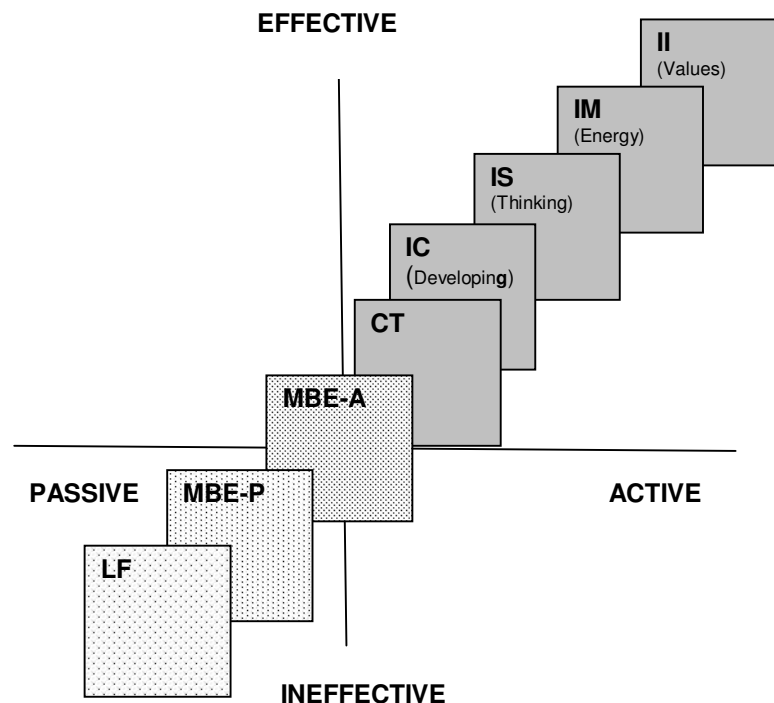 EFFECTIVE
II
(Values)
IM
(Energy)
IS
(Thinking)
IC
(Developing)
CT
MBE-A
PASSIVE
MBE-P
ACTIVE
LF
INEFFECTIVE